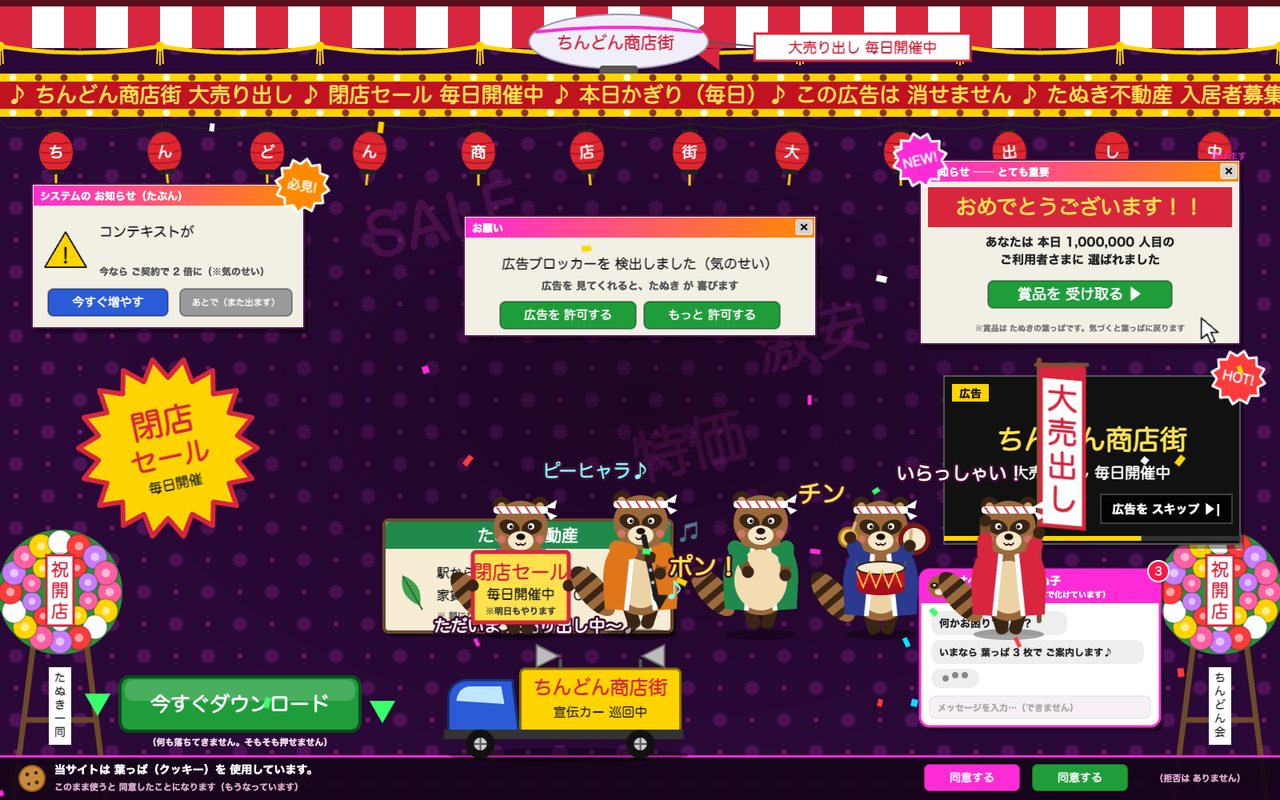 ちんどん商店街
大売り出し 毎日開催中
♪ ちんどん商店街 大売り出し ♪ 閉店セール 毎日開催中 ♪ 本日かぎり（毎日） ♪ この広告は 消せません ♪ たぬき不動産 入居者募集
ち
ん
ど
ん
商
店
街
大
出
し
中
システムの お知らせ（たぶん）
必見!
コンテキストが
今なら ご契約で 2 倍に（※気のせい）
今すぐ増やす
あとで（また出ます）
SALE
お願い
広告ブロッカーを 検出しました（気のせい）
広告を 見てくれると、たぬき が 喜びます
広告を 許可する
もっと 許可する
NEW!
知らせ ── とても重要
おめでとうございます！！
あなたは 本日 1,000,000 人目の
ご利用者さまに 選ばれました
賞品を 受け取る ▶
※賞品は たぬきの葉っぱです。気づくと葉っぱに戻ります
激安
特価
閉店
セール
毎日開催
HOT!
広告
ちんどん商店街
毎日開催中
広告を スキップ ▶|
大売出し
ピーヒャラ♪
チン
いらっしゃい！
ポン！
動産
駅から
閉店セール
毎日開催中
※明日もやります
祝開店
たぬき一同
祝開店
ちんどん会
3
で化けています）
何かお困り
いまなら 葉っぱ 3 枚で ご案内します♪
メッセージを入力…（できません）
今すぐダウンロード
（何も落ちてきません。そもそも押せません）
ちんどん商店街
宣伝カー 巡回中
当サイトは 葉っぱ（クッキー）を 使用しています。
このまま使うと 同意したことになります（もうなっています）
同意する
同意する
（拒否は ありません）